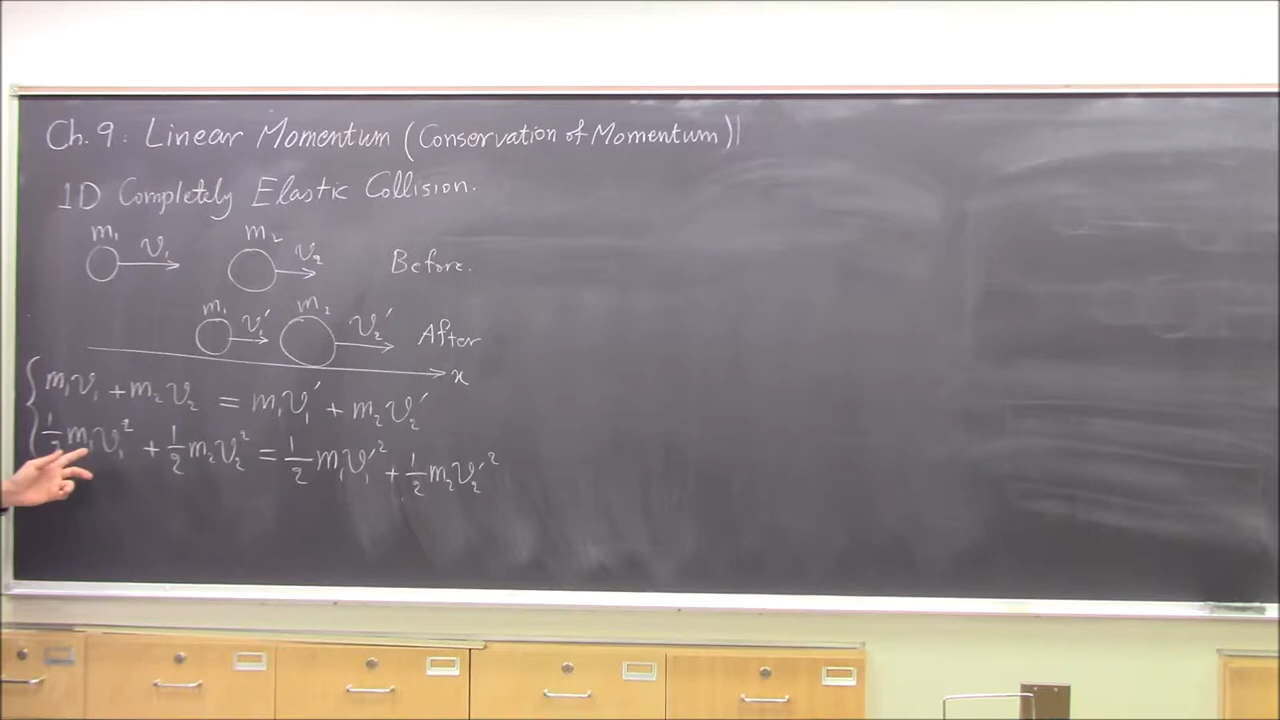 Ch. 9: Linear Momentum (Conservation of Momentum)
1D Completely Elastic Collision.
m₁ v₁ m₂ v₂ Before.
m₁ v₁′ m₂ v₂′ After
x
m₁v₁ + m₂v₂ = m₁v₁′ + m₂v₂′
½m₁v₁² + ½m₂v₂² = ½m₁v₁′² + ½m₂v₂′²